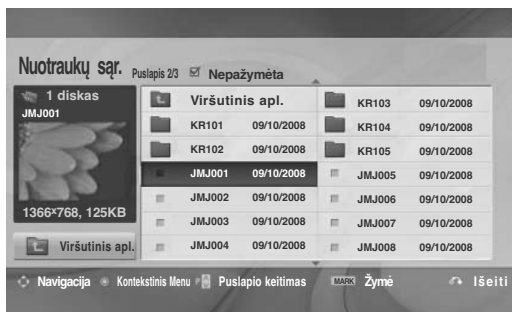 Nuotraukų sąr. Puslapis 2/3 Nepažymėta
1 diskas
JMJ001
1366x768, 125KB
Viršutinis apl.
Viršutinis apl.
KR101 09/10/2008
KR102 09/10/2008
JMJ001 09/10/2008
JMJ002 09/10/2008
JMJ003 09/10/2008
JMJ004 09/10/2008
KR103 09/10/2008
KR104 09/10/2008
KR105 09/10/2008
JMJ005 09/10/2008
JMJ006 09/10/2008
JMJ007 09/10/2008
JMJ008 09/10/2008
Navigacija Kontekstinis Menu P Puslapio keitimas MARK Žymė Išeiti